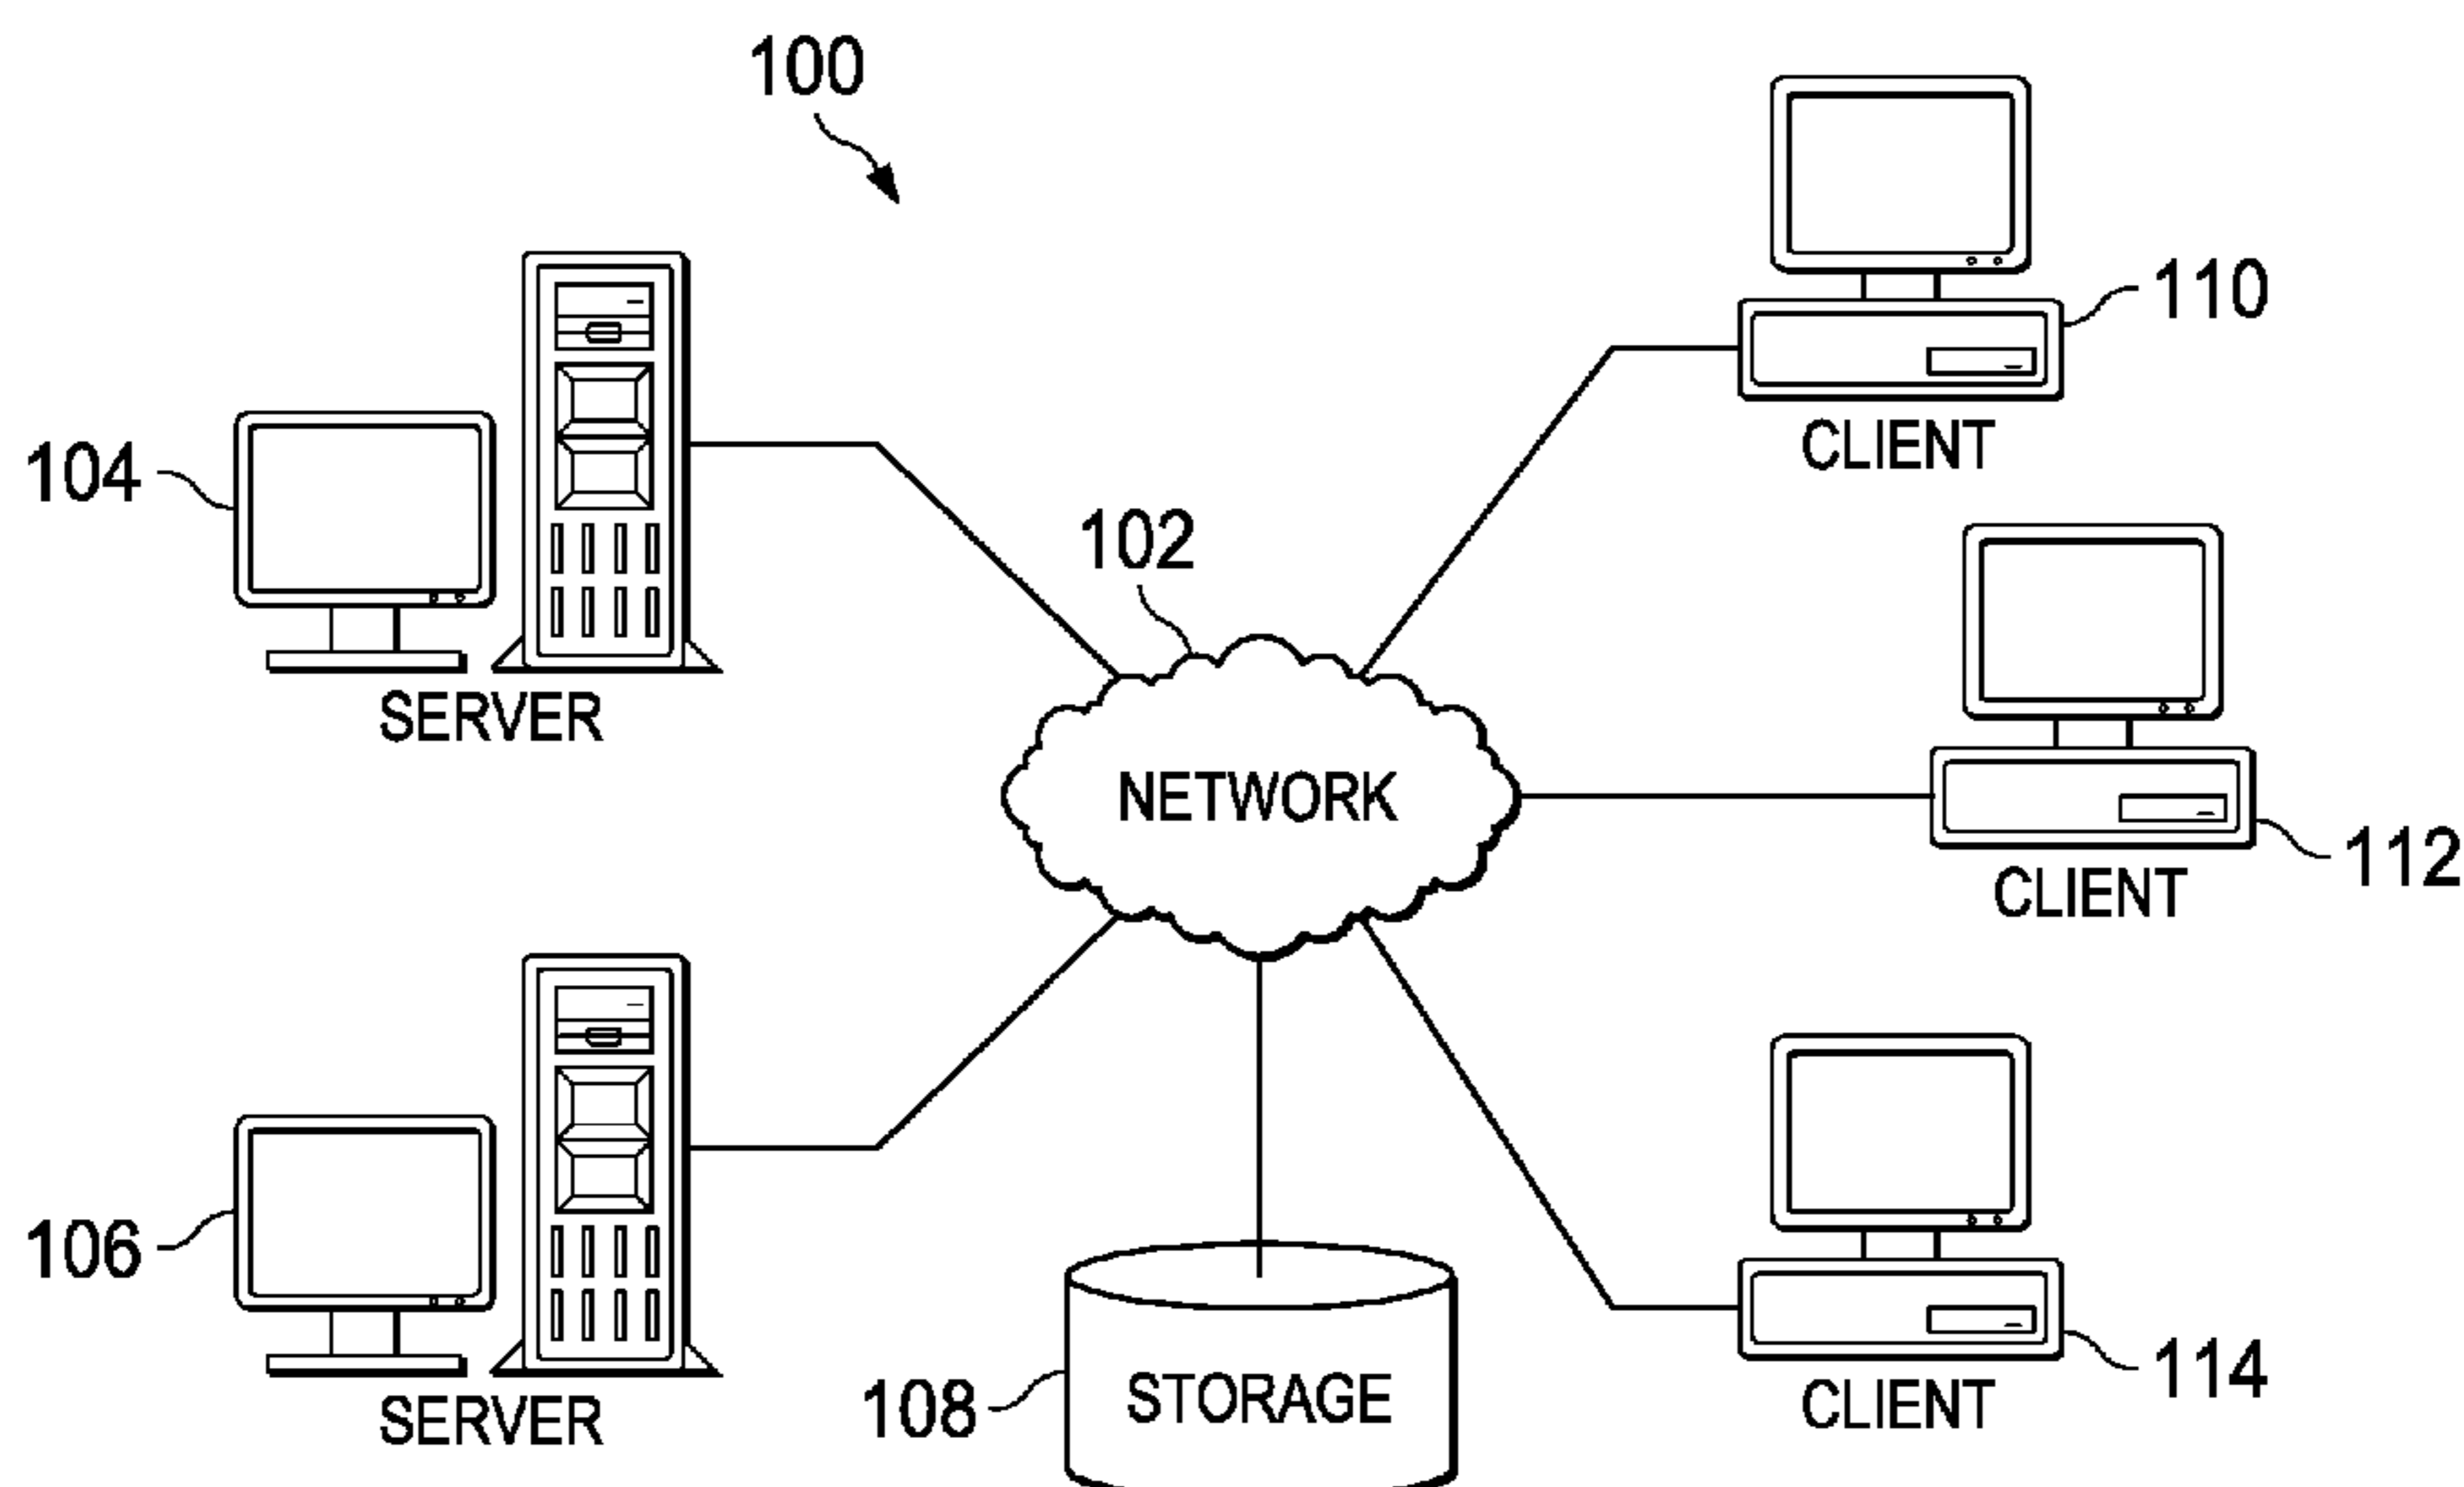 100
110
CLIENT
104
SERVER
102
NETWORK
112
CLIENT
106
SERVER
108
STORAGE
114
CLIENT